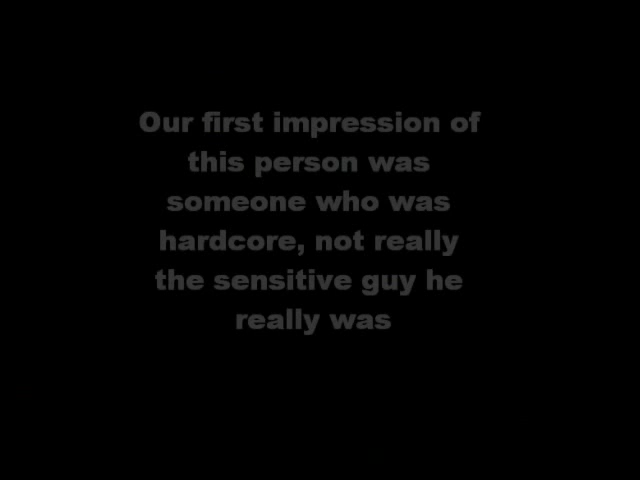 Our first impression of
this person was
someone who was
hardcore, not really
the sensitive guy he
really was